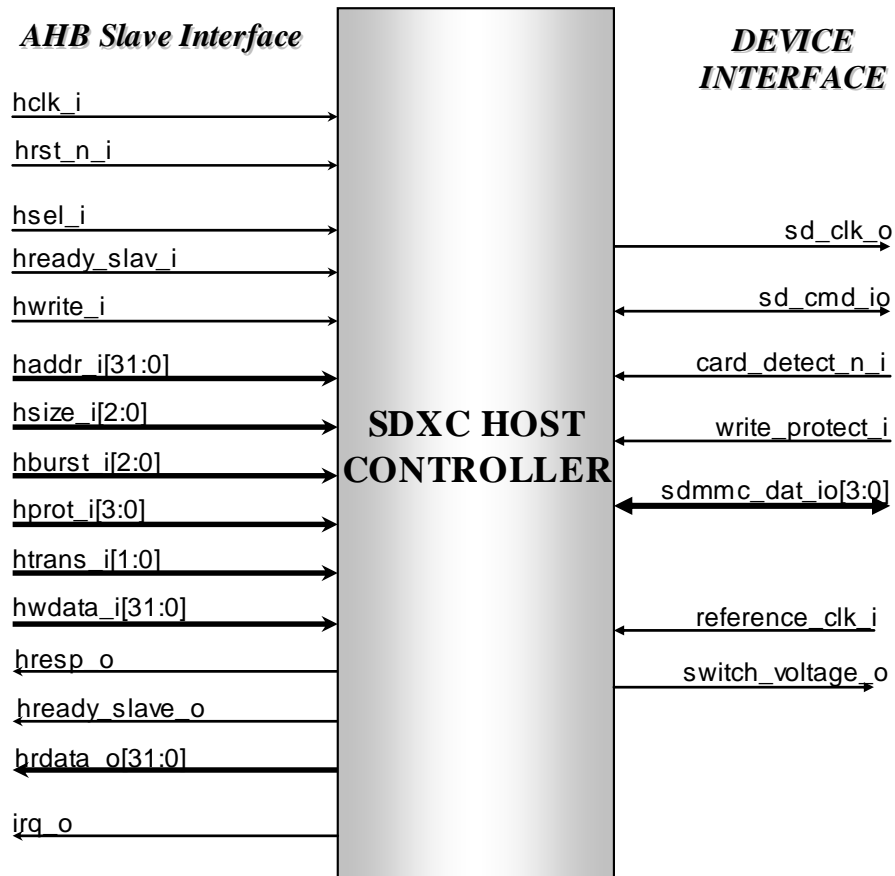 AHB Slave Interface
hclk_i
hrst_n_i
hsel_i
hready_slav_i
hwrite_i
haddr_i[31:0]
hsize_i[2:0]
hburst_i[2:0]
hprot_i[3:0]
htrans_i[1:0]
hwdata_i[31:0]
hresp_o
hready_slave_o
hrdata_o[31:0]
irq_o
SDXC HOST
CONTROLLER
DEVICE
INTERFACE
sd_clk_o
sd_cmd_io
card_detect_n_i
write_protect_i
sdmmc_dat_io[3:0]
reference_clk_i
switch_voltage_o